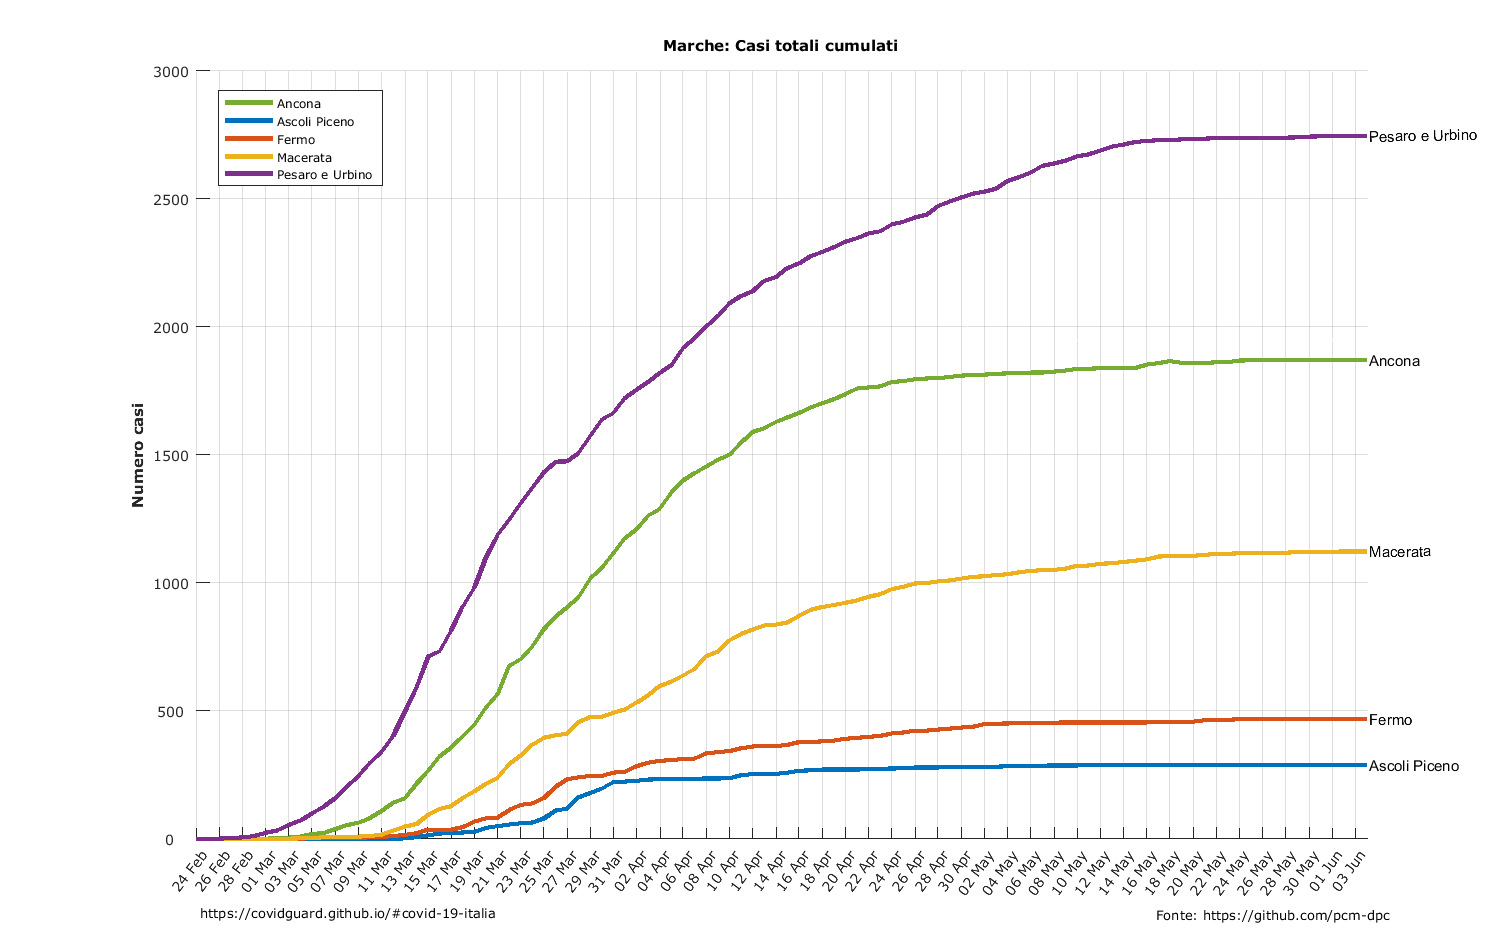 Marche: Casi totali cumulati
3000
2500
2000
1500
1000
500
0
Numero casi
Ancona
Ascoli Piceno
Fermo
Macerata
Pesaro e Urbino
Pesaro e Urbino
Ancona
Macerata
Fermo
Ascoli Piceno
24 Feb
26 Feb
28 Feb
01 Mar
03 Mar
05 Mar
07 Mar
09 Mar
11 Mar
13 Mar
15 Mar
17 Mar
19 Mar
21 Mar
23 Mar
25 Mar
27 Mar
29 Mar
31 Mar
02 Apr
04 Apr
06 Apr
08 Apr
10 Apr
12 Apr
14 Apr
16 Apr
18 Apr
20 Apr
22 Apr
24 Apr
26 Apr
28 Apr
30 Apr
02 May
04 May
06 May
08 May
10 May
12 May
14 May
16 May
18 May
20 May
22 May
24 May
26 May
28 May
30 May
01 Jun
03 Jun
https://covidguard.github.io/#covid-19-italia
Fonte: https://github.com/pcm-dpc